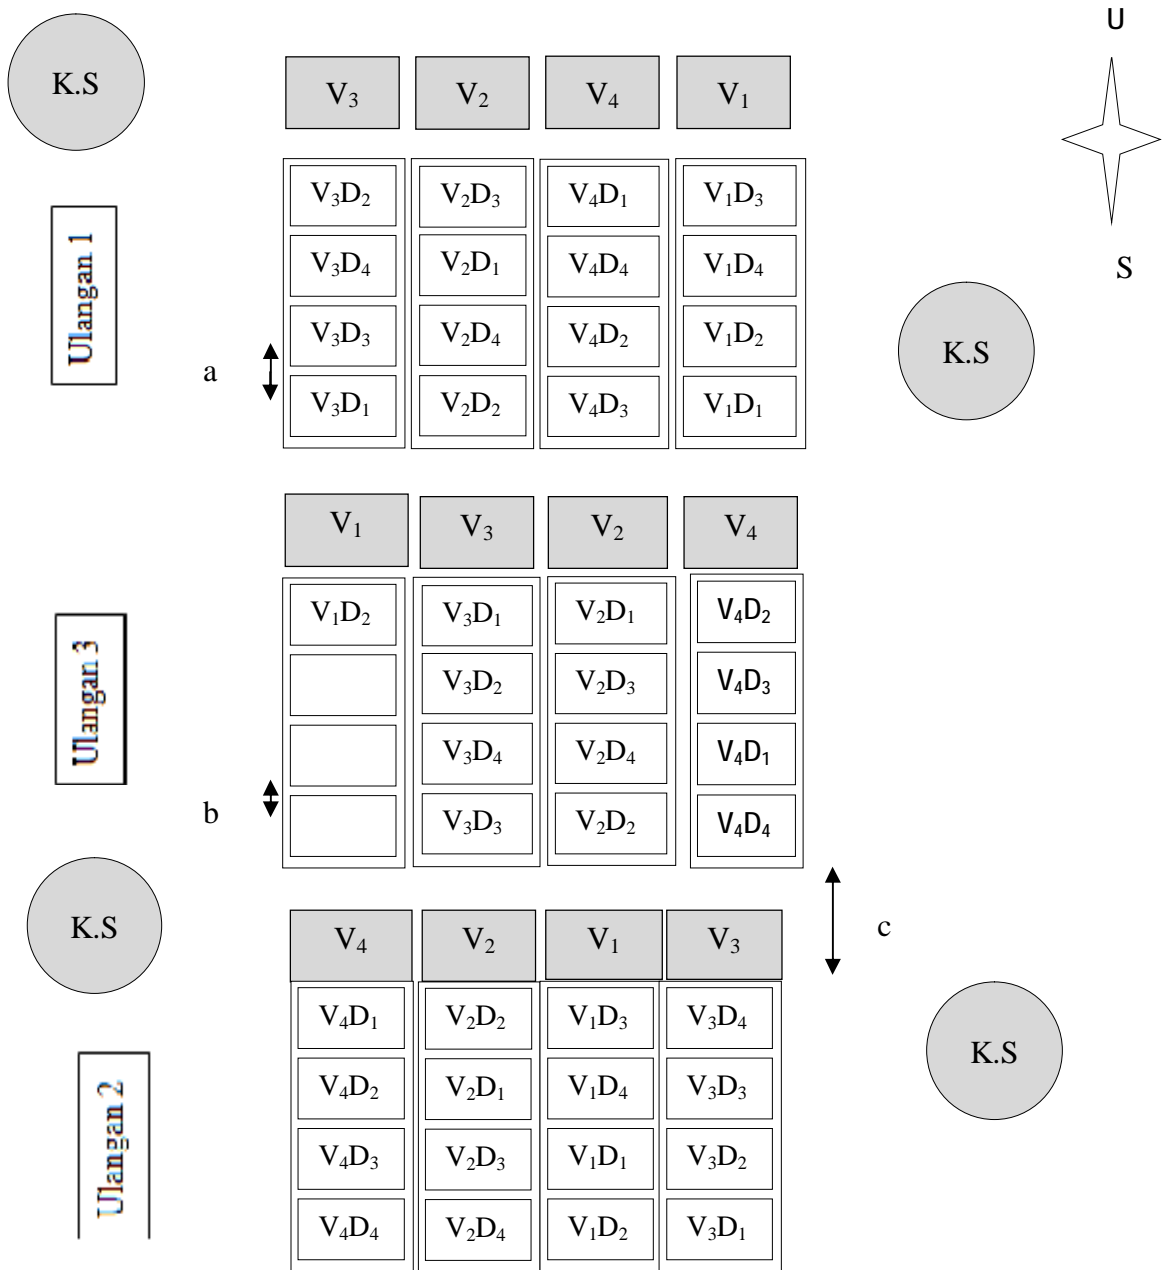 U
K.S
V₃ V₂ V₄ V₁
V₃D₂ V₂D₃ V₄D₁ V₁D₃
Ulangan 1
V₃D₄ V₂D₁ V₄D₄ V₁D₄
S
V₃D₃ V₂D₄ V₄D₂ V₁D₂
K.S
a
V₃D₁ V₂D₂ V₄D₃ V₁D₁
V₁ V₃ V₂ V₄
V₁D₂ V₃D₁ V₂D₁ V₄D₂
Ulangan 3
V₃D₂ V₂D₃ V₄D₃
V₃D₄ V₂D₄ V₄D₁
b
V₃D₃ V₂D₂ V₄D₄
K.S
V₄ V₂ V₁ V₃
c
V₄D₁ V₂D₂ V₁D₃ V₃D₄
K.S
V₄D₂ V₂D₁ V₁D₄ V₃D₃
Ulangan 2
V₄D₃ V₂D₃ V₁D₁ V₃D₂
V₄D₄ V₂D₄ V₁D₂ V₃D₁